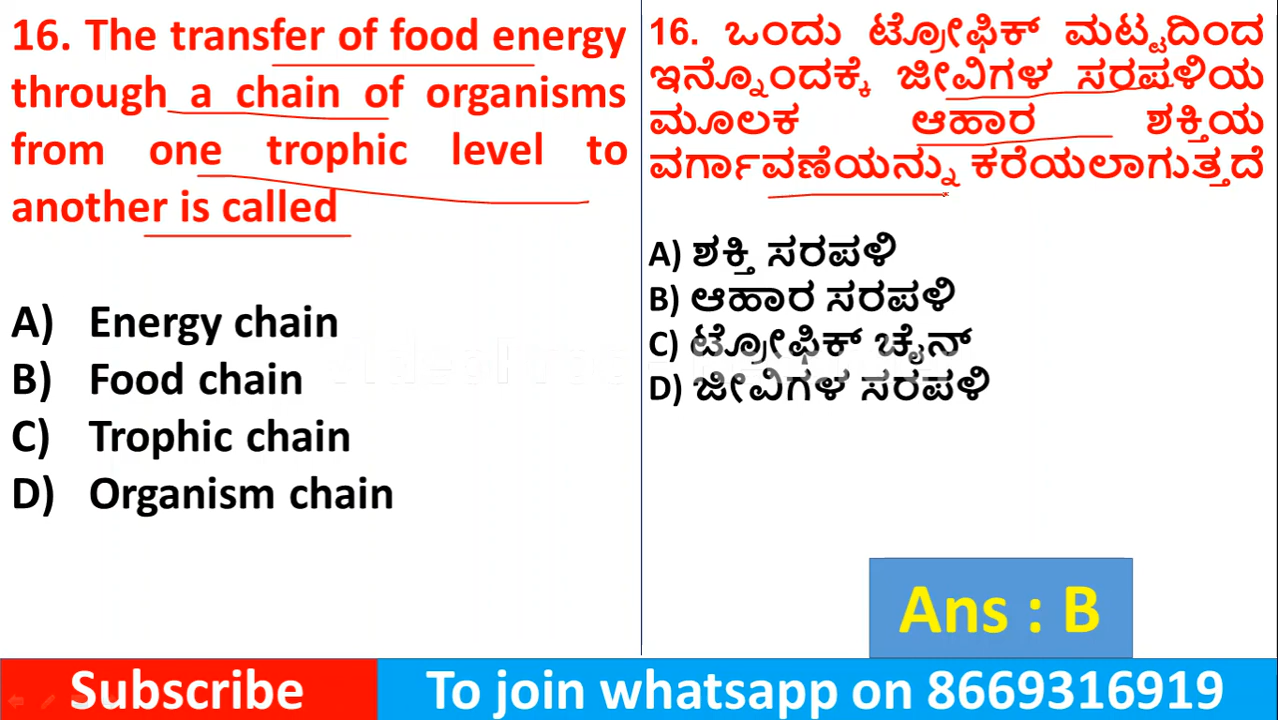 16. The transfer of food energy
through a chain of organisms
from one trophic level to
another is called
A) Energy chain
B) Food chain
C) Trophic chain
D) Organism chain
16. ಒಂದು ಟ್ರೋಫಿಕ್ ಮಟ್ಟದಿಂದ
ಇನ್ನೊಂದಕ್ಕೆ ಜೀವಿಗಳ ಸರಪಳಿಯ
ಮೂಲಕ ಆಹಾರ ಶಕ್ತಿಯ
ವರ್ಗಾವಣೆಯನ್ನು ಕರೆಯಲಾಗುತ್ತದೆ
A) ಶಕ್ತಿ ಸರಪಳಿ
B) ಆಹಾರ ಸರಪಳಿ
C) ಟ್ರೋಫಿಕ್ ಚೈನ್
D) ಜೀವಿಗಳ ಸರಪಳಿ
Ans : B
Subscribe
To join whatsapp on 8669316919